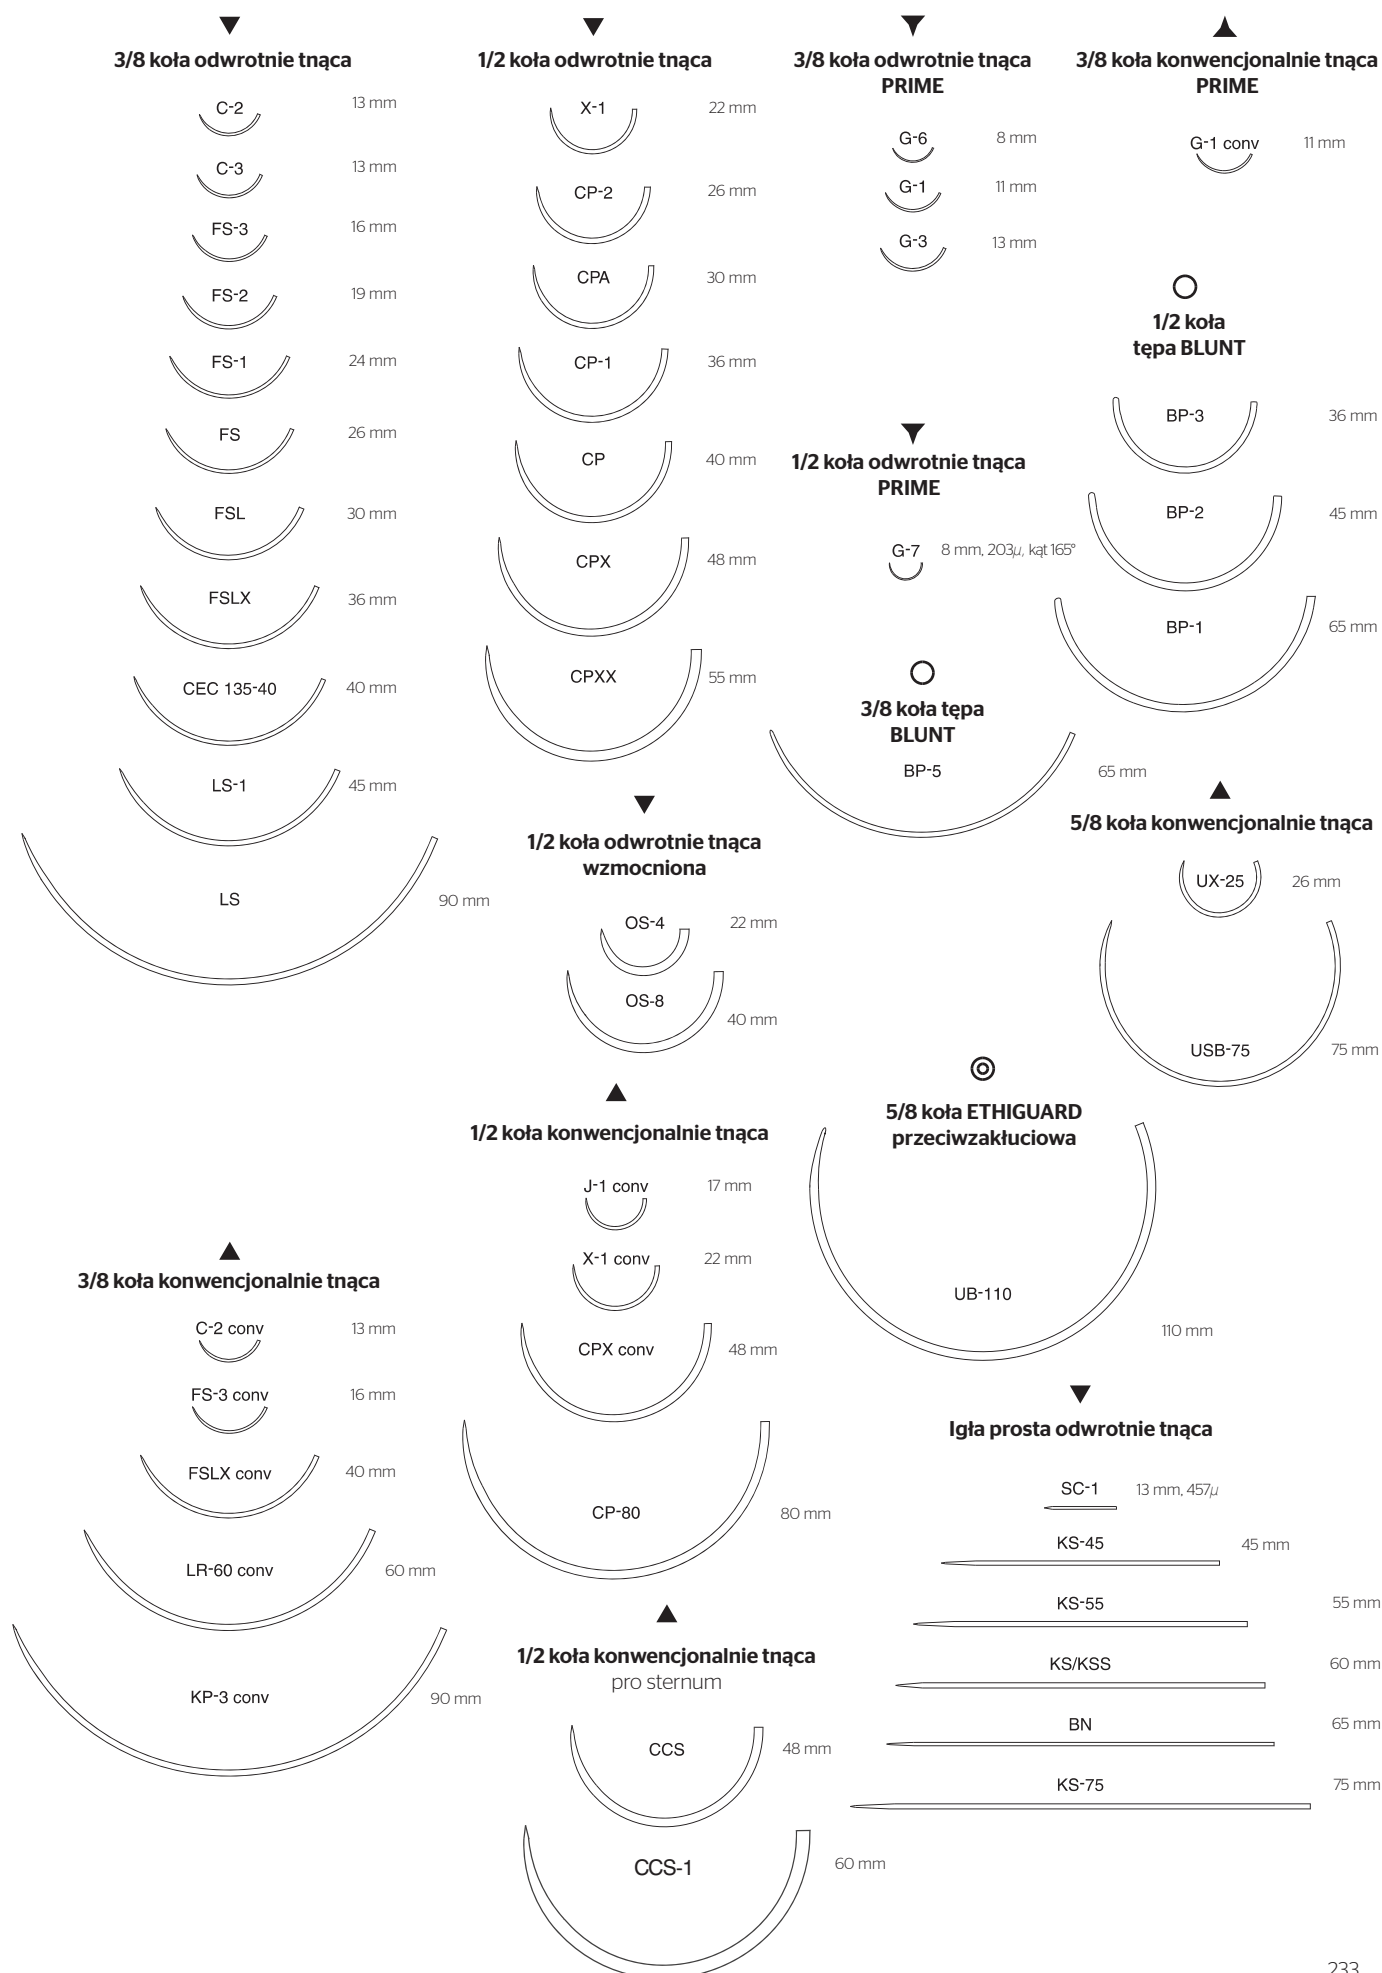 3/8 koła odwrotnie tnąca
C-2 13 mm
C-3 13 mm
FS-3 16 mm
FS-2 19 mm
FS-1 24 mm
FS 26 mm
FSL 30 mm
FSLX 36 mm
CEC 135-40 40 mm
LS-1 45 mm
LS 90 mm
3/8 koła konwencjonalnie tnąca
C-2 conv 13 mm
FS-3 conv 16 mm
FSLX conv 40 mm
LR-60 conv 60 mm
KP-3 conv 90 mm
1/2 koła odwrotnie tnąca
X-1 22 mm
CP-2 26 mm
CPA 30 mm
CP-1 36 mm
CP 40 mm
CPX 48 mm
CPXX 55 mm
1/2 koła odwrotnie tnąca
wzmocniona
OS-4 22 mm
OS-8 40 mm
1/2 koła konwencjonalnie tnąca
J-1 conv 17 mm
X-1 conv 22 mm
CPX conv 48 mm
CP-80 80 mm
1/2 koła konwencjonalnie tnąca
pro sternum
CCS 48 mm
CCS-1 60 mm
3/8 koła odwrotnie tnąca
PRIME
G-6 8 mm
G-1 11 mm
G-3 13 mm
1/2 koła odwrotnie tnąca
PRIME
G-7 8 mm, 203µ, kąt 165°
3/8 koła tępa
BLUNT
BP-5 65 mm
3/8 koła konwencjonalnie tnąca
PRIME
G-1 conv 11 mm
1/2 koła
tępa BLUNT
BP-3 36 mm
BP-2 45 mm
BP-1 65 mm
5/8 koła konwencjonalnie tnąca
UX-25 26 mm
USB-75 75 mm
5/8 koła ETHIGUARD
przeciwzakłuciowa
UB-110 110 mm
Igła prosta odwrotnie tnąca
SC-1 13 mm, 457µ
KS-45 45 mm
KS-55 55 mm
KS/KSS 60 mm
BN 65 mm
KS-75 75 mm
233